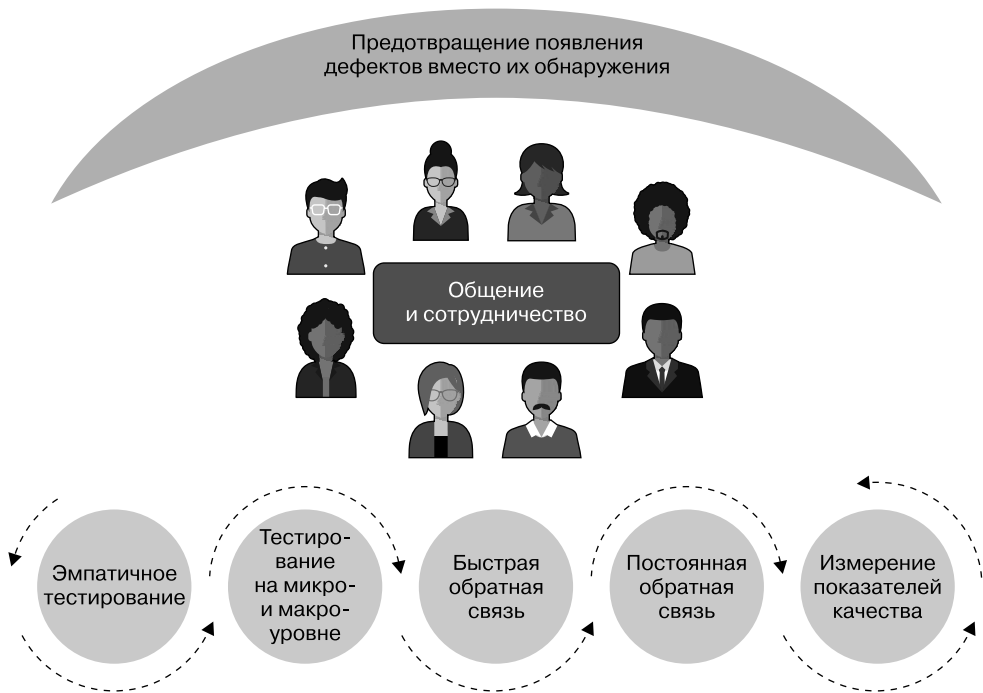 Предотвращение появления
дефектов вместо их обнаружения
Общение
и сотрудничество
Эмпатичное
тестирование
Тестиро-
вание
на микро-
и макро-
уровне
Быстрая
обратная
связь
Постоянная
обратная
связь
Измерение
показателей
качества